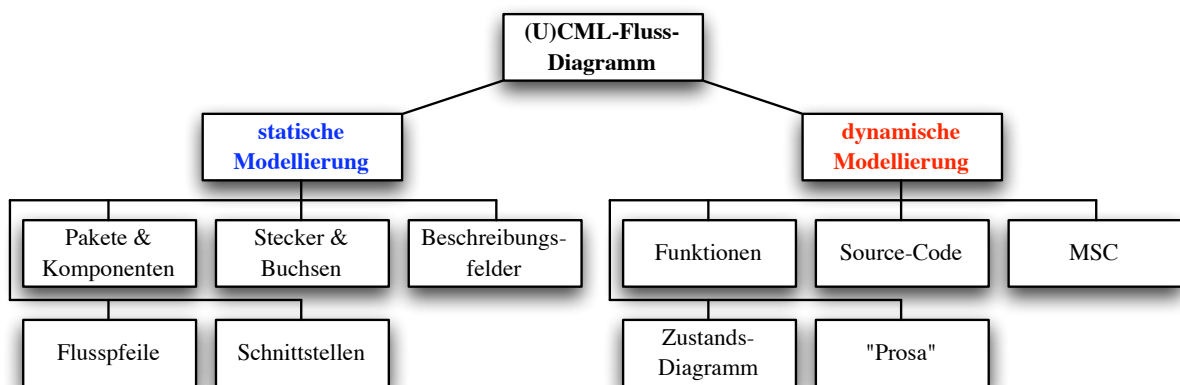 (U)CML-Fluss-
Diagramm
statische
Modellierung
dynamische
Modellierung
Pakete &
Komponenten
Stecker &
Buchsen
Beschreibungs-
felder
Funktionen
Source-Code
MSC
Flusspfeile
Schnittstellen
Zustands-
Diagramm
"Prosa"